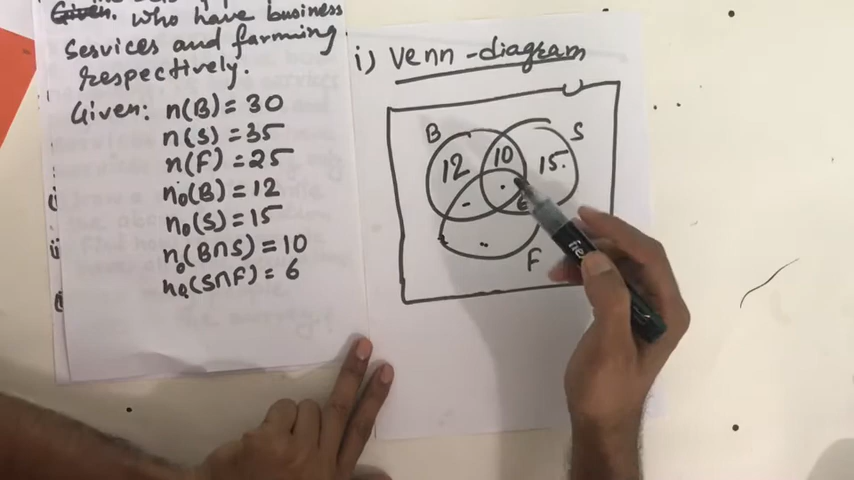 Given. who have business
Services and farming
respectively.
Given: n(B) = 30
n(S) = 35
n(F) = 25
n₀(B) = 12
n₀(S) = 15
n₀(B∩S) = 10
n₀(S∩F) = 6
i) Venn-diagram
B
S
12
10
15
6
F